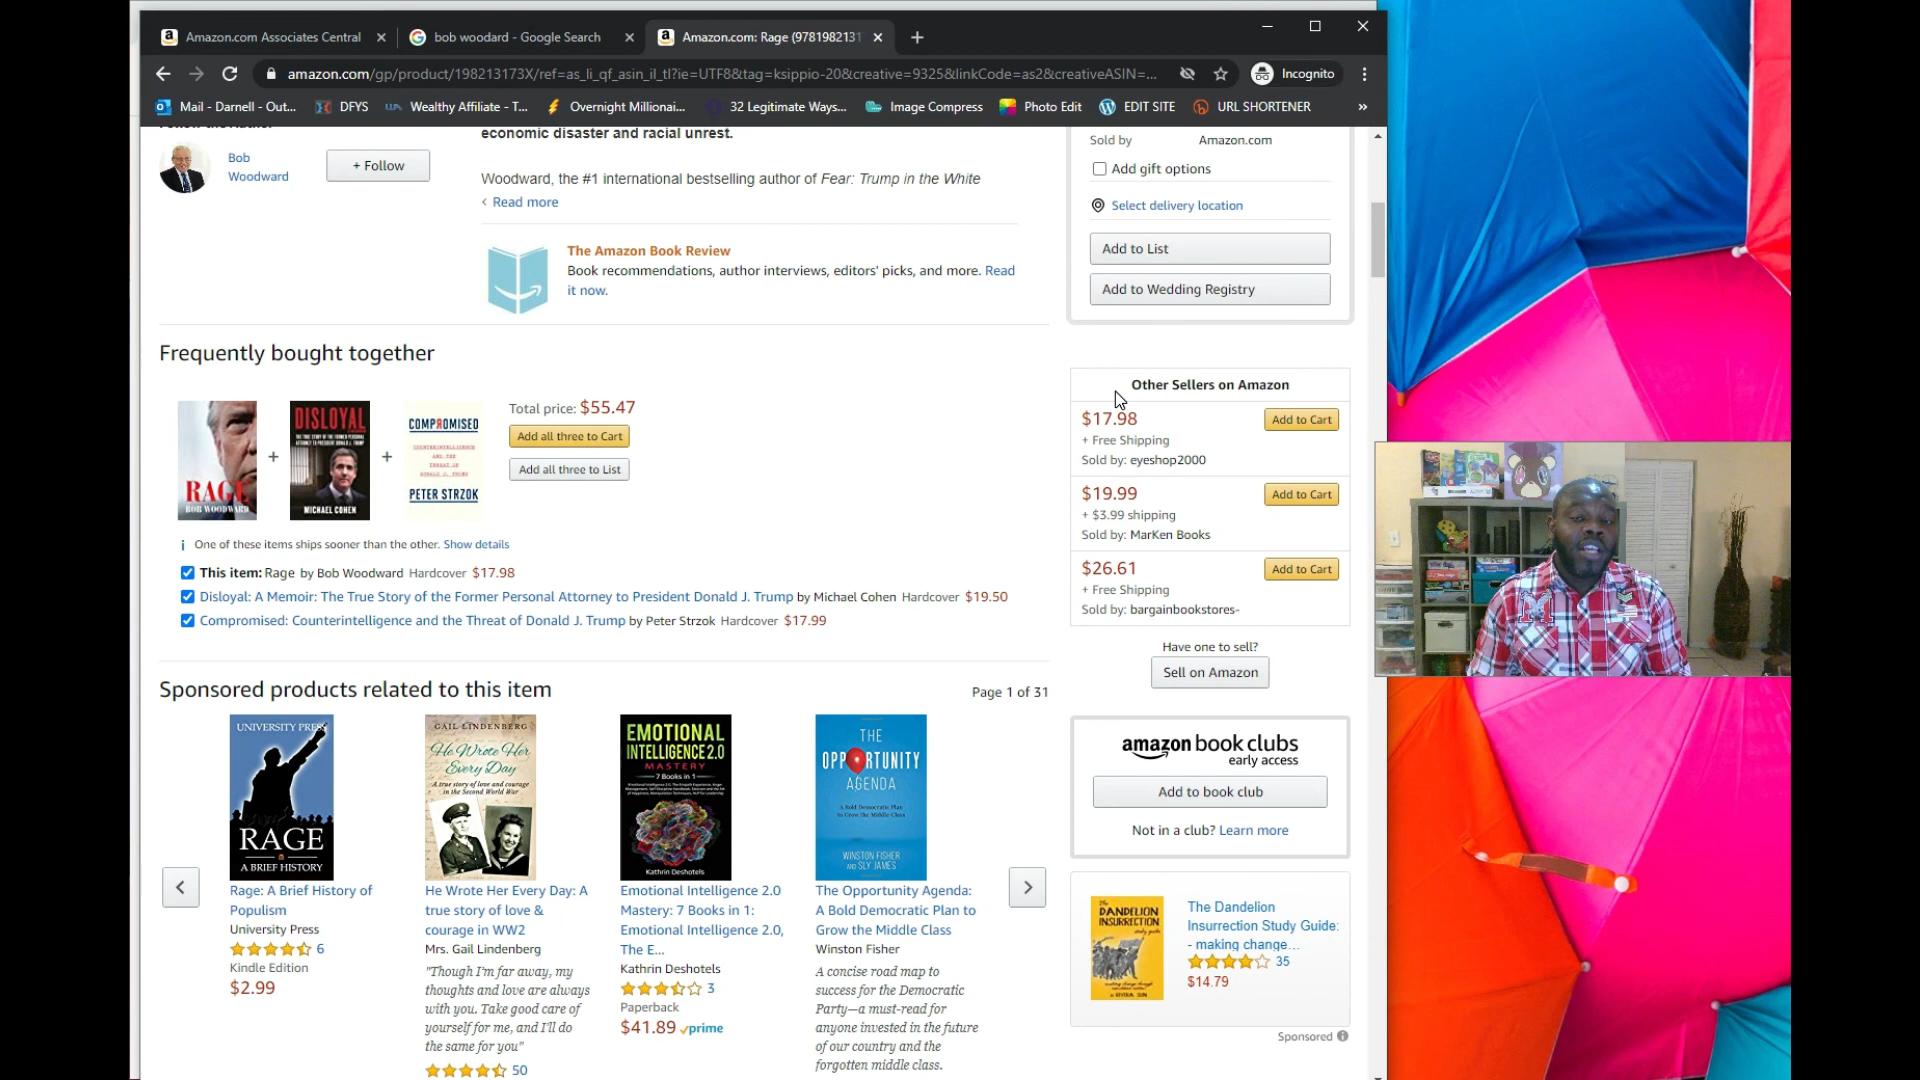 Amazon.com Associates Central
bob woodard - Google Search
Amazon.com: Rage (9781982131
amazon.com/gp/product/198213173X/ref=as_li_qf_asin_il_tl?ie=UTF8&tag=ksippio-20&creative=9325&linkCode=as2&creativeASIN=...
Incognito
Mail - Darnell - Out...
DFYS
Wealthy Affiliate - T...
Overnight Millionai...
32 Legitimate Ways...
Image Compress
Photo Edit
EDIT SITE
URL SHORTENER
»
Bob
Woodward
+ Follow
economic disaster and racial unrest.
Woodward, the #1 international bestselling author of Fear: Trump in the White
Read more
The Amazon Book Review
Book recommendations, author interviews, editors' picks, and more. Read
it now.
Sold by Amazon.com
Add gift options
Select delivery location
Add to List
Add to Wedding Registry
Frequently bought together
RAGE
BOB WOODWARD
+
DISLOYAL
MICHAEL COHEN
+
COMPROMISED
COUNTERINTELLIGENCE
AND THE
THREAT OF
DONALD J. TRUMP
PETER STRZOK
Total price: $55.47
Add all three to Cart
Add all three to List
One of these items ships sooner than the other. Show details
This item: Rage by Bob Woodward Hardcover $17.98
Disloyal: A Memoir: The True Story of the Former Personal Attorney to President Donald J. Trump by Michael Cohen Hardcover $19.50
Compromised: Counterintelligence and the Threat of Donald J. Trump by Peter Strzok Hardcover $17.99
Other Sellers on Amazon
$17.98
Add to Cart
+ Free Shipping
Sold by: eyeshop2000
$19.99
Add to Cart
+ $3.99 shipping
Sold by: MarKen Books
$26.61
Add to Cart
+ Free Shipping
Sold by: bargainbookstores-
Have one to sell?
Sell on Amazon
amazon book clubs
early access
Add to book club
Not in a club? Learn more
Sponsored products related to this item
Page 1 of 31
UNIVERSITY PRESS
RAGE
A BRIEF HISTORY
Rage: A Brief History of
Populism
University Press
6
Kindle Edition
$2.99
GAIL LINDENBERG
He Wrote Her
Every Day
A true story of love and courage
in the Second World War
He Wrote Her Every Day: A
true story of love &
courage in WW2
Mrs. Gail Lindenberg
"Though I'm far away, my
thoughts and love are always
with you. Take good care of
yourself for me, and I'll do
the same for you"
50
EMOTIONAL
INTELLIGENCE 2.0
MASTERY
7 Books in 1
Kathrin Deshotels
Emotional Intelligence 2.0
Mastery: 7 Books in 1:
Emotional Intelligence 2.0,
The E...
Kathrin Deshotels
3
Paperback
$41.89 prime
THE
OPPORTUNITY
AGENDA
A Bold Democratic Plan
to Grow the Middle Class
WINSTON FISHER
AND SLY JAMES
The Opportunity Agenda:
A Bold Democratic Plan to
Grow the Middle Class
Winston Fisher
A concise road map to
success for the Democratic
Party—a must-read for
anyone invested in the future
of our country and the
forgotten middle class.
The
DANDELION
INSURRECTION
study guide
The Dandelion
Insurrection Study Guide:
- making change...
35
$14.79
Sponsored